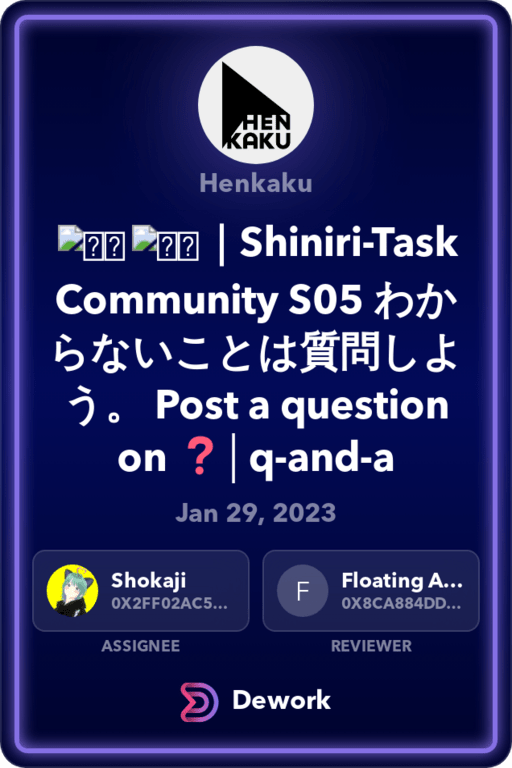 HEN
KAKU
Henkaku
| Shiniri-Task
Community S05 わか
らないことは質問しよ
う。 Post a question
on ❓│q-and-a
Jan 29, 2023
Shokaji
0X2FF02AC5...
ASSIGNEE
F
Floating A...
0X8CA884DD...
REVIEWER
Dework